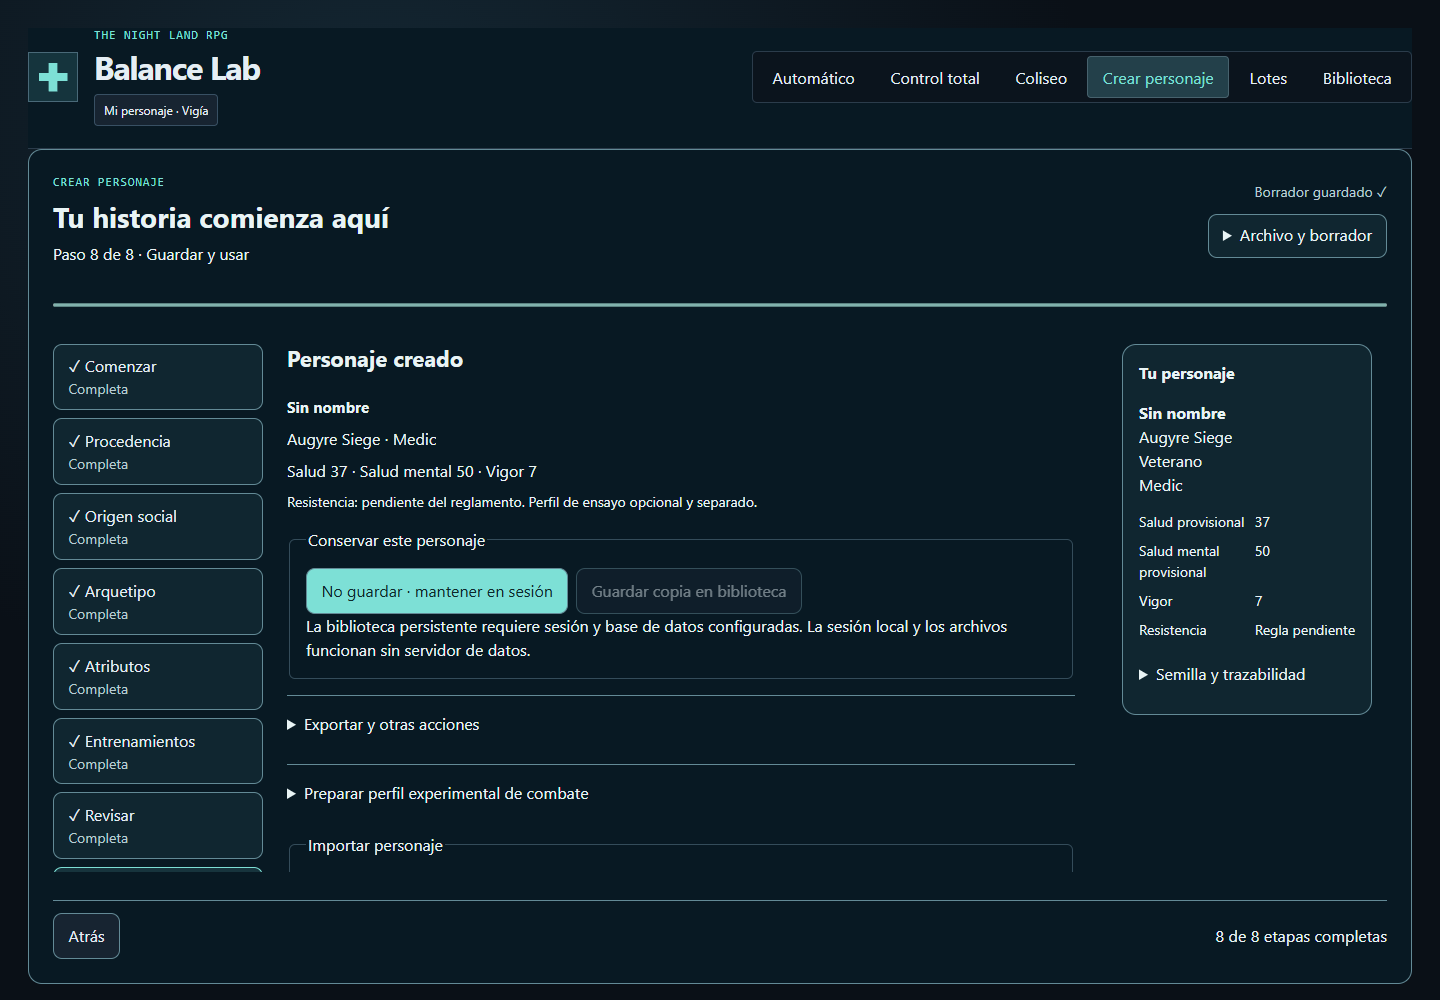 THE NIGHT LAND RPG
Balance Lab
Mi personaje · Vigía
Automático
Control total
Coliseo
Crear personaje
Lotes
Biblioteca
CREAR PERSONAJE
Tu historia comienza aquí
Paso 8 de 8 · Guardar y usar
Borrador guardado ✓
▶ Archivo y borrador
✓ Comenzar
Completa
✓ Procedencia
Completa
✓ Origen social
Completa
✓ Arquetipo
Completa
✓ Atributos
Completa
✓ Entrenamientos
Completa
✓ Revisar
Completa
Personaje creado
Sin nombre
Augyre Siege · Medic
Salud 37 · Salud mental 50 · Vigor 7
Resistencia: pendiente del reglamento. Perfil de ensayo opcional y separado.
Conservar este personaje
No guardar · mantener en sesión
Guardar copia en biblioteca
La biblioteca persistente requiere sesión y base de datos configuradas. La sesión local y los archivos
funcionan sin servidor de datos.
▶ Exportar y otras acciones
▶ Preparar perfil experimental de combate
Importar personaje
Tu personaje
Sin nombre
Augyre Siege
Veterano
Medic
Salud provisional 37
Salud mental 50
provisional
Vigor 7
Resistencia Regla pendiente
▶ Semilla y trazabilidad
Atrás
8 de 8 etapas completas